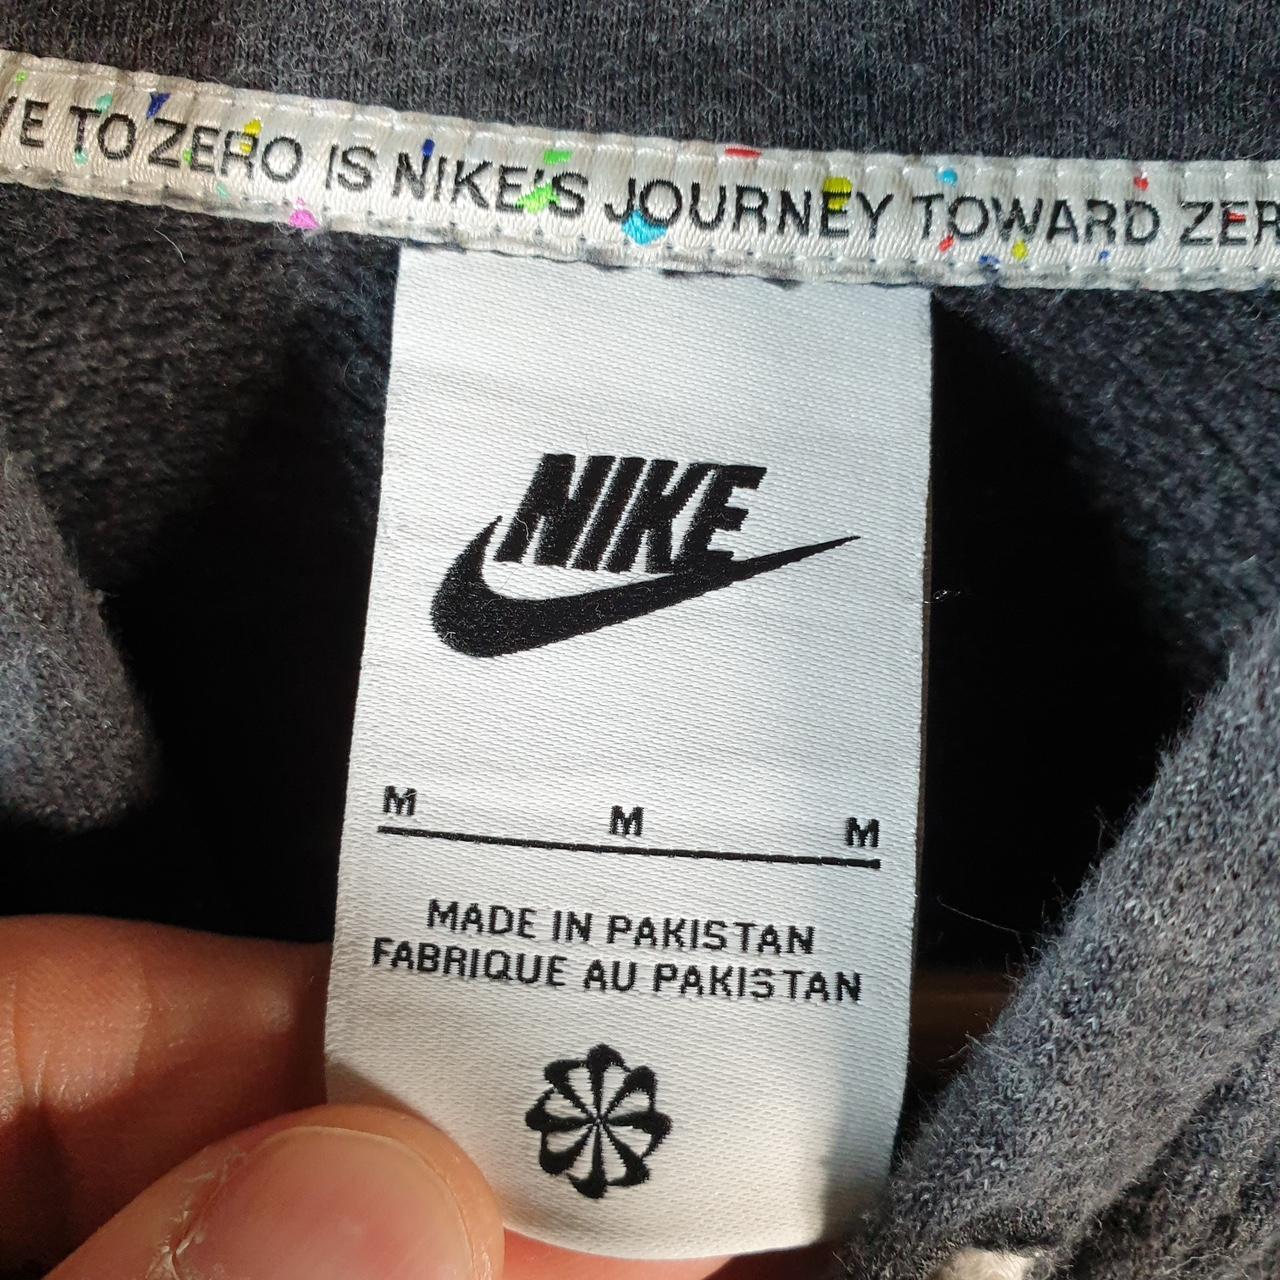 VE TO ZERO IS NIKE'S JOURNEY TOWARD ZER
NIKE
M M M
MADE IN PAKISTAN
FABRIQUE AU PAKISTAN